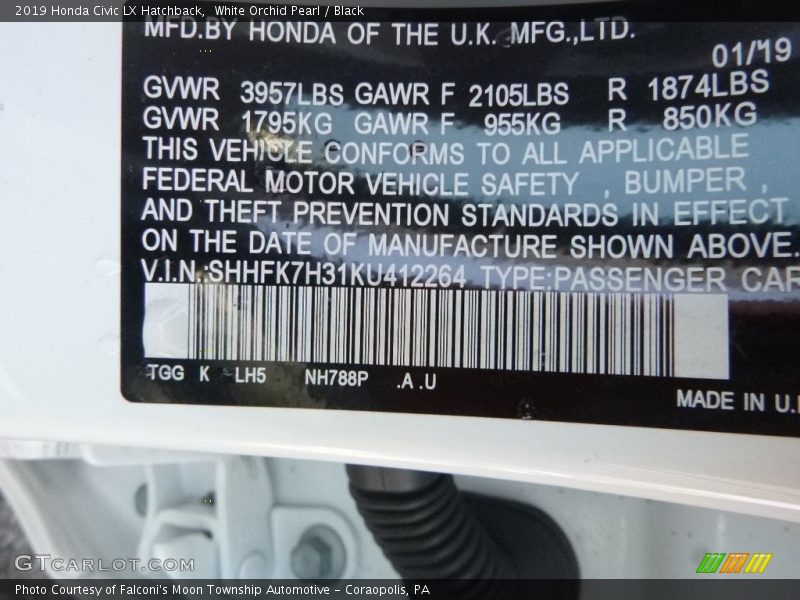 2019 Honda Civic LX Hatchback, White Orchid Pearl / Black
MFD.BY HONDA OF THE U.K. MFG.,LTD.
01/19
GVWR 3957LBS GAWR F 2105LBS R 1874LBS
GVWR 1795KG GAWR F 955KG R 850KG
THIS VEHICLE CONFORMS TO ALL APPLICABLE
FEDERAL MOTOR VEHICLE SAFETY , BUMPER ,
AND THEFT PREVENTION STANDARDS IN EFFECT
ON THE DATE OF MANUFACTURE SHOWN ABOVE.
V.I.N.:SHHFK7H31KU412264 TYPE:PASSENGER CAR
TGG K LH5 NH788P .A .U
MADE IN U.
GTCARLOT.COM
Photo Courtesy of Falconi's Moon Township Automotive - Coraopolis, PA